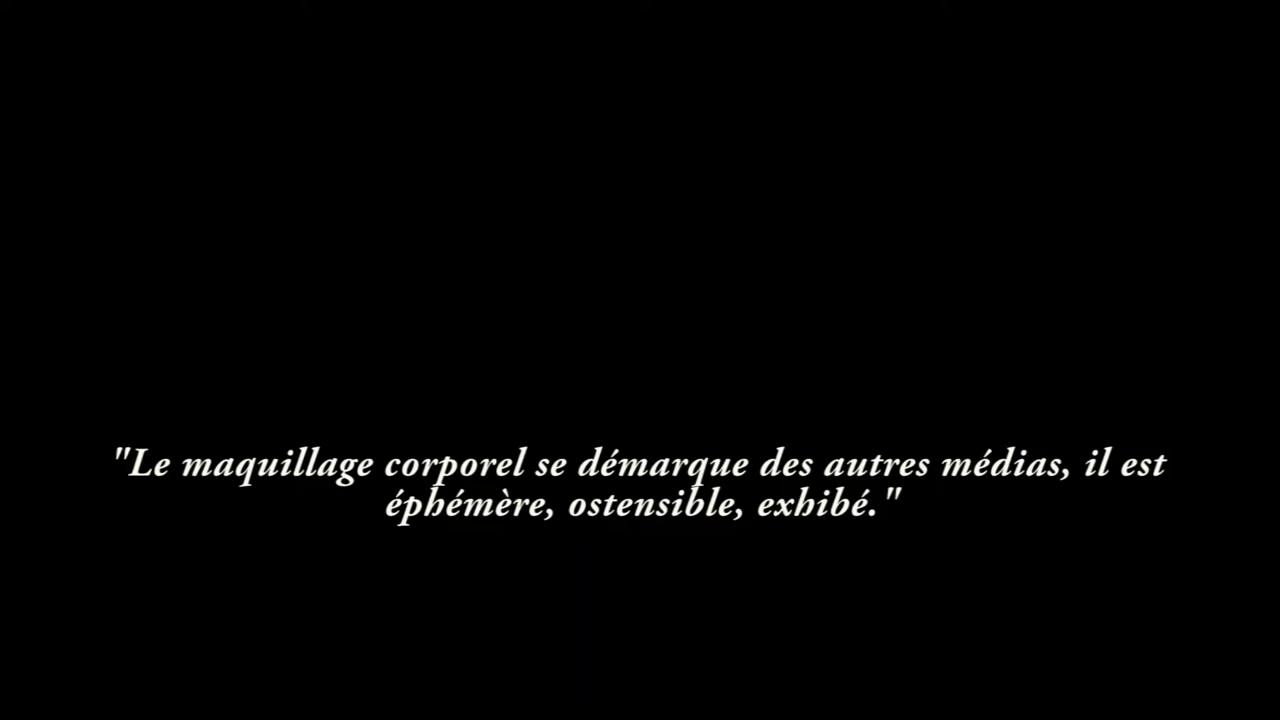 "Le maquillage corporel se démarque des autres médias, il est
éphémère, ostensible, exhibé."